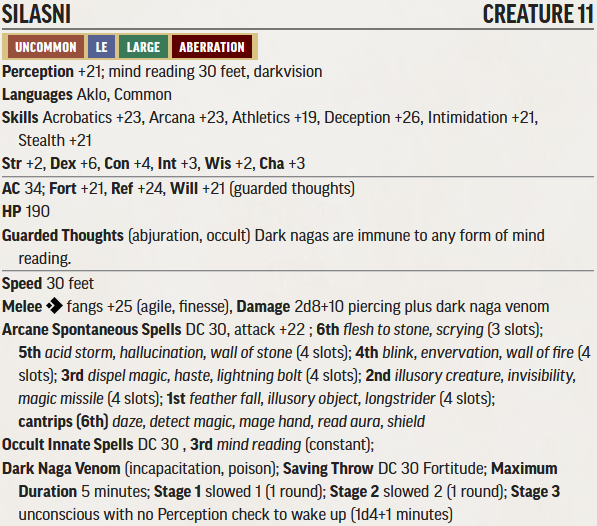 SILASNI CREATURE 11
UNCOMMON LE LARGE ABERRATION
Perception +21; mind reading 30 feet, darkvision
Languages Aklo, Common
Skills Acrobatics +23, Arcana +23, Athletics +19, Deception +26, Intimidation +21,
Stealth +21
Str +2, Dex +6, Con +4, Int +3, Wis +2, Cha +3
AC 34; Fort +21, Ref +24, Will +21 (guarded thoughts)
HP 190
Guarded Thoughts (abjuration, occult) Dark nagas are immune to any form of mind
reading.
Speed 30 feet
Melee fangs +25 (agile, finesse), Damage 2d8+10 piercing plus dark naga venom
Arcane Spontaneous Spells DC 30, attack +22 ; 6th flesh to stone, scrying (3 slots);
5th acid storm, hallucination, wall of stone (4 slots); 4th blink, envervation, wall of fire (4
slots); 3rd dispel magic, haste, lightning bolt (4 slots); 2nd illusory creature, invisibility,
magic missile (4 slots); 1st feather fall, illusory object, longstrider (4 slots);
cantrips (6th) daze, detect magic, mage hand, read aura, shield
Occult Innate Spells DC 30 , 3rd mind reading (constant);
Dark Naga Venom (incapacitation, poison); Saving Throw DC 30 Fortitude; Maximum
Duration 5 minutes; Stage 1 slowed 1 (1 round); Stage 2 slowed 2 (1 round); Stage 3
unconscious with no Perception check to wake up (1d4+1 minutes)